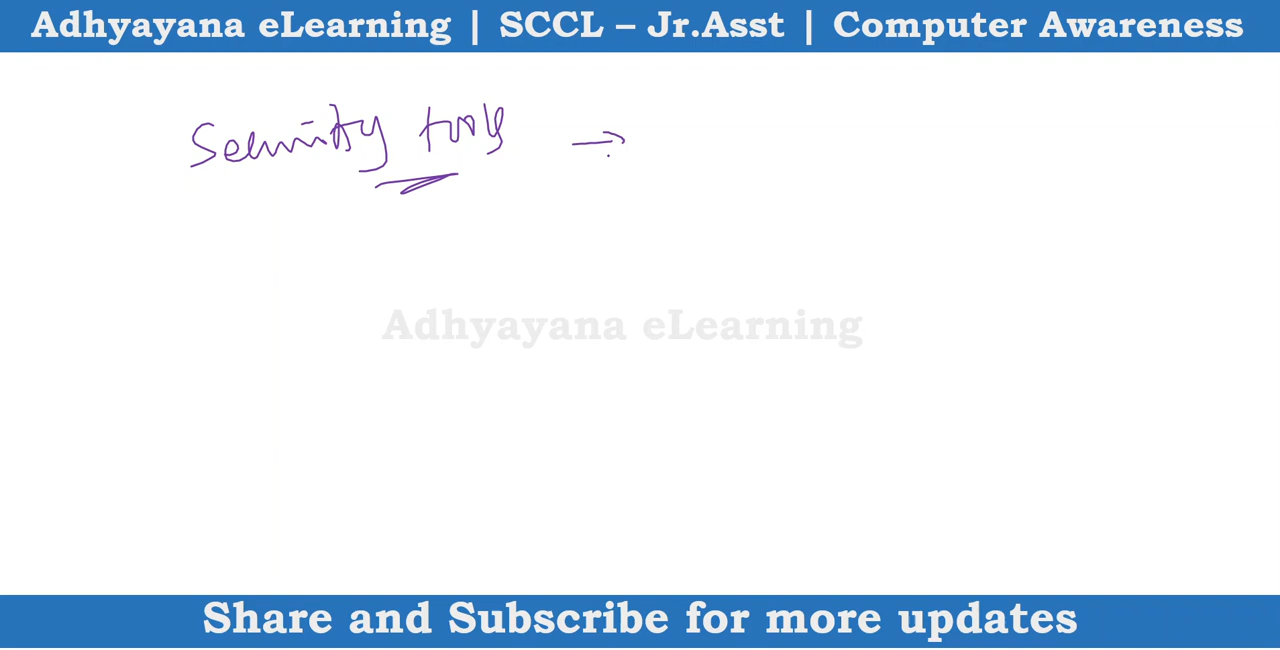 Adhyayana eLearning | SCCL – Jr.Asst | Computer Awareness
Security tools →
Adhyayana eLearning
Share and Subscribe for more updates